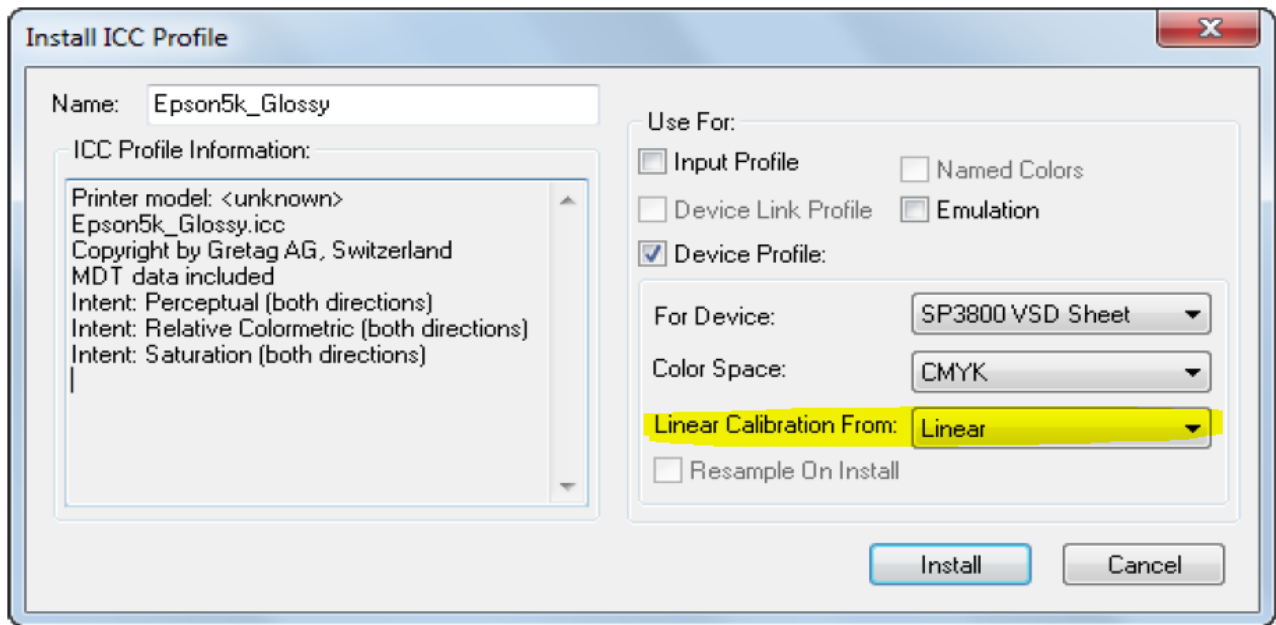 Install ICC Profile
X
Name: Epson5k_Glossy
ICC Profile Information:
Printer model: <unknown>
Epson5k_Glossy.icc
Copyright by Gretag AG, Switzerland
MDT data included
Intent: Perceptual (both directions)
Intent: Relative Colormetric (both directions)
Intent: Saturation (both directions)
Use For:
Input Profile
Named Colors
Device Link Profile
Emulation
Device Profile:
For Device: SP3800 VSD Sheet
Color Space: CMYK
Linear Calibration From: Linear
Resample On Install
Install
Cancel